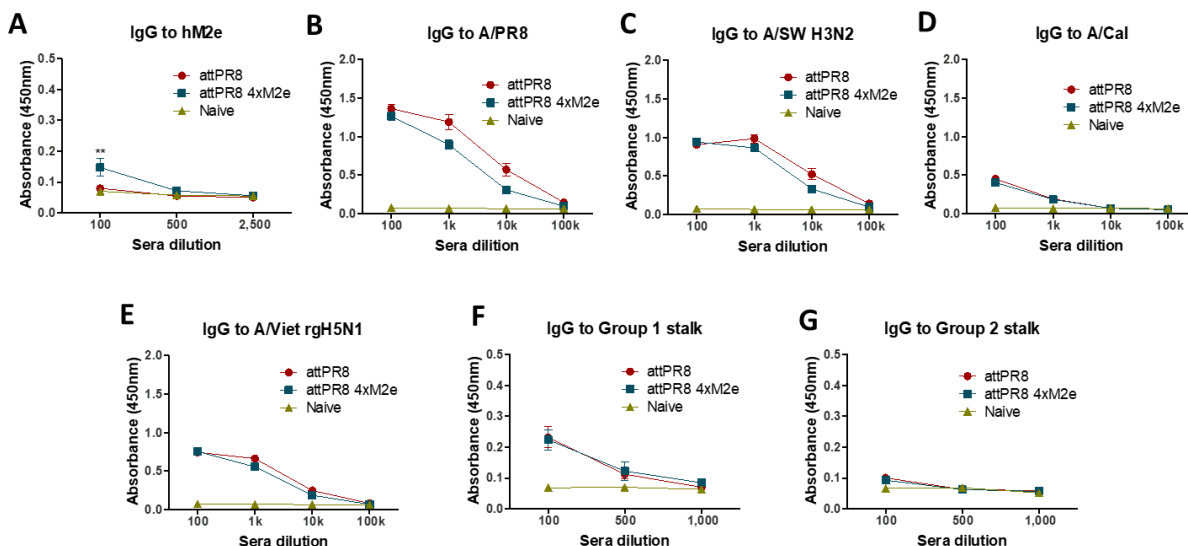 A
IgG to hM2e
Absorbance (450nm)
0.5
0.4
0.3
0.2
0.1
0.0
**
attPR8
attPR8 4xM2e
Naive
100
500
2,500
Sera dilution
B
IgG to A/PR8
Absorbance (450nm)
2.0
1.5
1.0
0.5
0.0
attPR8
attPR8 4xM2e
Naive
100
1k
10k
100k
Sera dilution
C
IgG to A/SW H3N2
Absorbance (450nm)
2.0
1.5
1.0
0.5
0.0
attPR8
attPR8 4xM2e
Naive
100
1k
10k
100k
Sera dilution
D
IgG to A/Cal
Absorbance (450nm)
2.0
1.5
1.0
0.5
0.0
attPR8
attPR8 4xM2e
Naive
100
1k
10k
100k
Sera dilition
E
IgG to A/Viet rgH5N1
Absorbance (450nm)
2.0
1.5
1.0
0.5
0.0
attPR8
attPR8 4xM2e
Naive
100
1k
10k
100k
Sera dilution
F
IgG to Group 1 stalk
Absorbance (450nm)
0.5
0.4
0.3
0.2
0.1
0.0
attPR8
attPR8 4xM2e
Naive
100
500
1,000
Sera dilution
G
IgG to Group 2 stalk
Absorbance (450nm)
0.5
0.4
0.3
0.2
0.1
0.0
attPR8
attPR8 4xM2e
Naive
100
500
1,000
Sera dilution